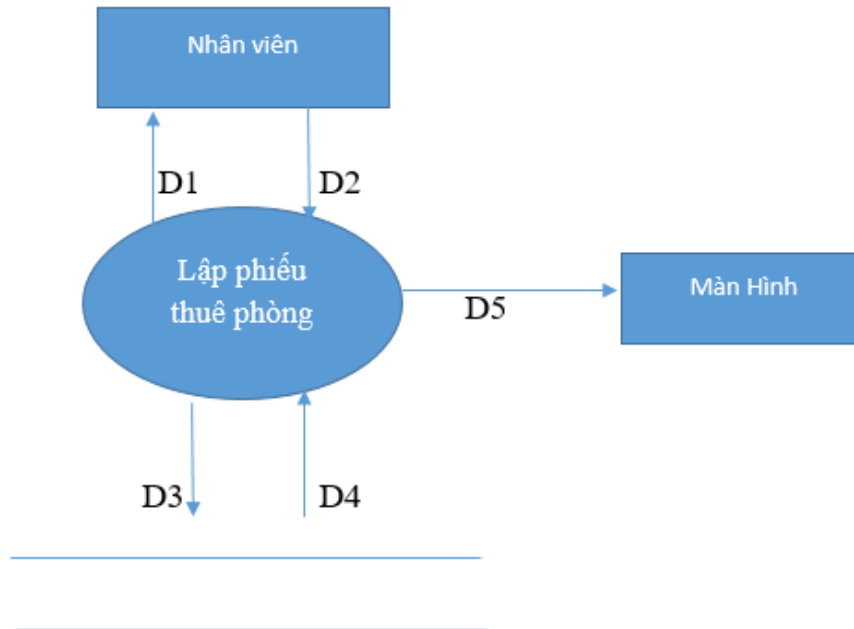 Nhân viên
D1
D2
Lập phiếu
thuê phòng
D5
Màn Hình
D3
D4